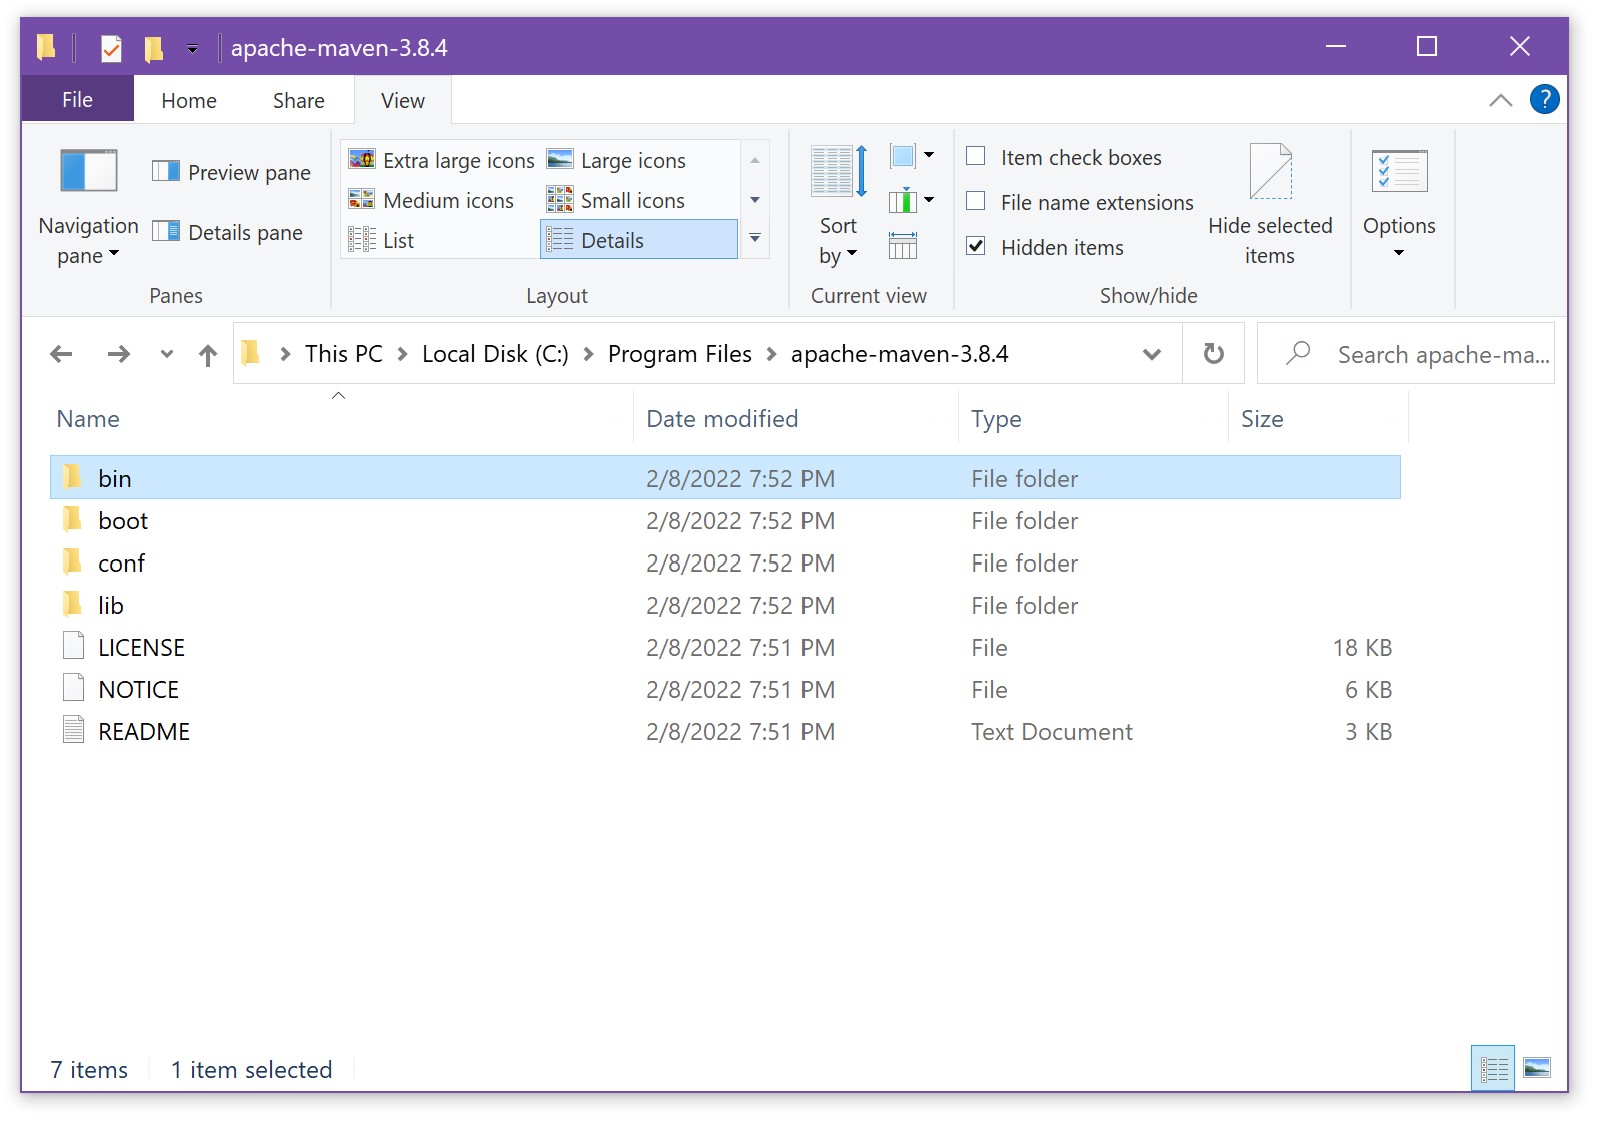 apache-maven-3.8.4
File Home Share View ?
Navigation pane
Preview pane
Details pane
Panes
Extra large icons Large icons
Medium icons Small icons
List Details
Layout
Sort by
Current view
Item check boxes
File name extensions
Hidden items
Hide selected items
Show/hide
Options
This PC Local Disk (C:) Program Files apache-maven-3.8.4
Search apache-ma...
Name Date modified Type Size
bin 2/8/2022 7:52 PM File folder
boot 2/8/2022 7:52 PM File folder
conf 2/8/2022 7:52 PM File folder
lib 2/8/2022 7:52 PM File folder
LICENSE 2/8/2022 7:51 PM File 18 KB
NOTICE 2/8/2022 7:51 PM File 6 KB
README 2/8/2022 7:51 PM Text Document 3 KB
7 items 1 item selected